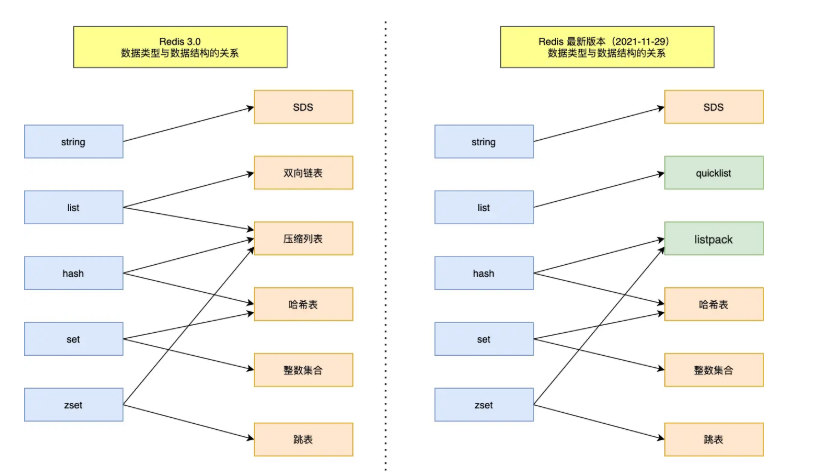 Redis 3.0
数据类型与数据结构的关系
string
list
hash
set
zset
SDS
双向链表
压缩列表
哈希表
整数集合
跳表
Redis 最新版本（2021-11-29）
数据类型与数据结构的关系
string
list
hash
set
zset
SDS
quicklist
listpack
哈希表
整数集合
跳表